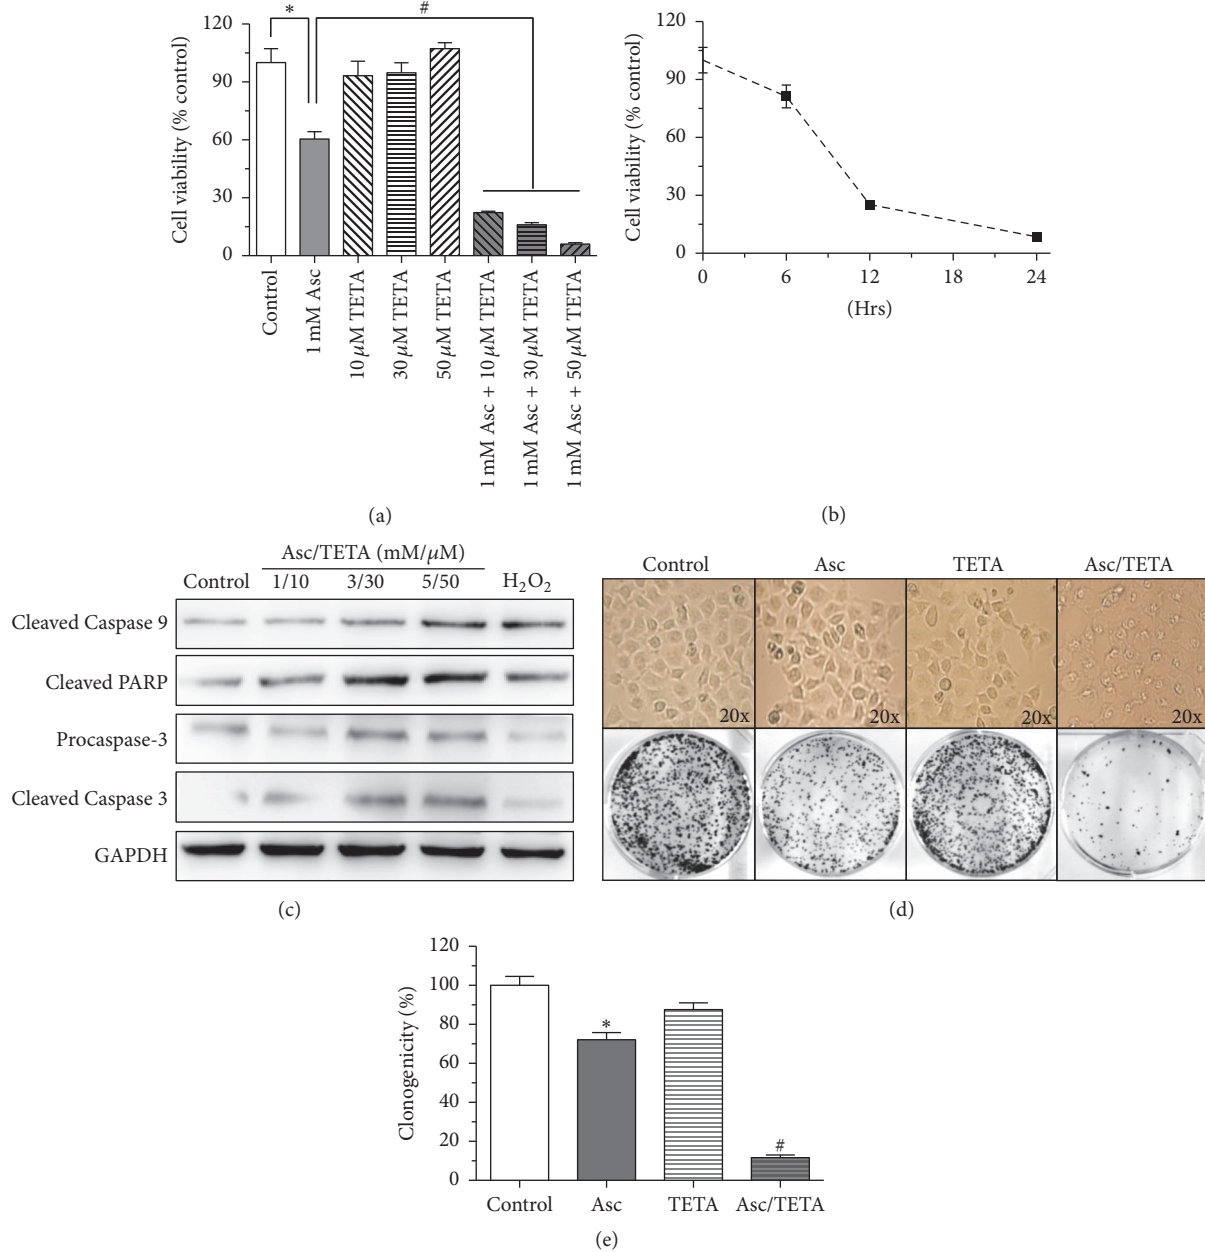 120
90
60
30
0
Cell viability (% control)
*
#
Control
1 mM Asc
10 μM TETA
30 μM TETA
50 μM TETA
1 mM Asc + 10 μM TETA
1 mM Asc + 30 μM TETA
1 mM Asc + 50 μM TETA
(a)
120
90
60
30
0
Cell viability (% control)
0 6 12 18 24
(Hrs)
(b)
Asc/TETA (mM/μM)
Control 1/10 3/30 5/50 H₂O₂
Cleaved Caspase 9
Cleaved PARP
Procaspase-3
Cleaved Caspase 3
GAPDH
(c)
Control Asc TETA Asc/TETA
20x 20x 20x 20x
(d)
120
100
80
60
40
20
0
Clonogenicity (%)
*
#
Control Asc TETA Asc/TETA
(e)